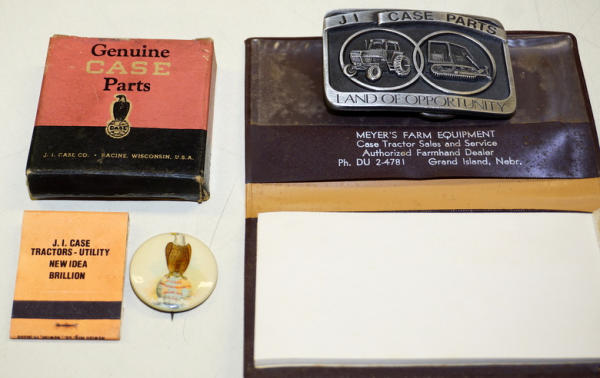 Genuine
CASE
Parts
CASE
J. I. CASE CO. • RACINE, WISCONSIN, U.S.A.
J I CASE PARTS
LAND OF OPPORTUNITY
MEYER'S FARM EQUIPMENT
Case Tractor Sales and Service
Authorized Farmhand Dealer
Ph. DU 2-4781 Grand Island, Nebr.
J. I. CASE
TRACTORS - UTILITY
NEW IDEA
BRILLION